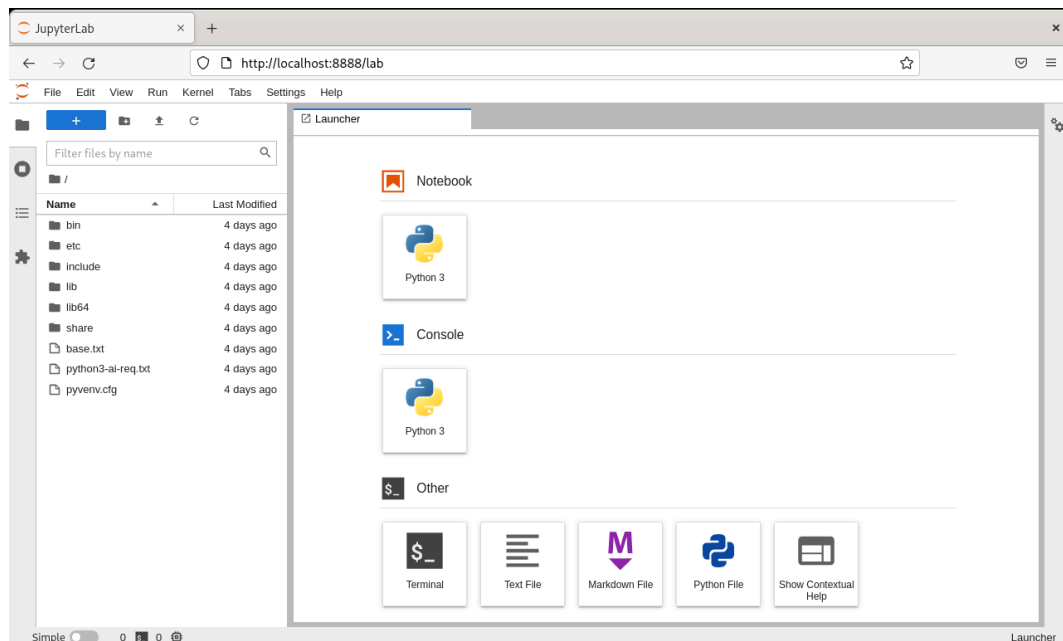 JupyterLab
http://localhost:8888/lab
File Edit View Run Kernel Tabs Settings Help
Launcher
Filter files by name
/
Name Last Modified
bin 4 days ago
etc 4 days ago
include 4 days ago
lib 4 days ago
lib64 4 days ago
share 4 days ago
base.txt 4 days ago
python3-ai-req.txt 4 days ago
pyvenv.cfg 4 days ago
Notebook
Python 3
Console
Python 3
$_ Other
$_
Terminal
Text File
M
Markdown File
Python File
Show Contextual
Help
Simple 0 $_ 0 Launcher